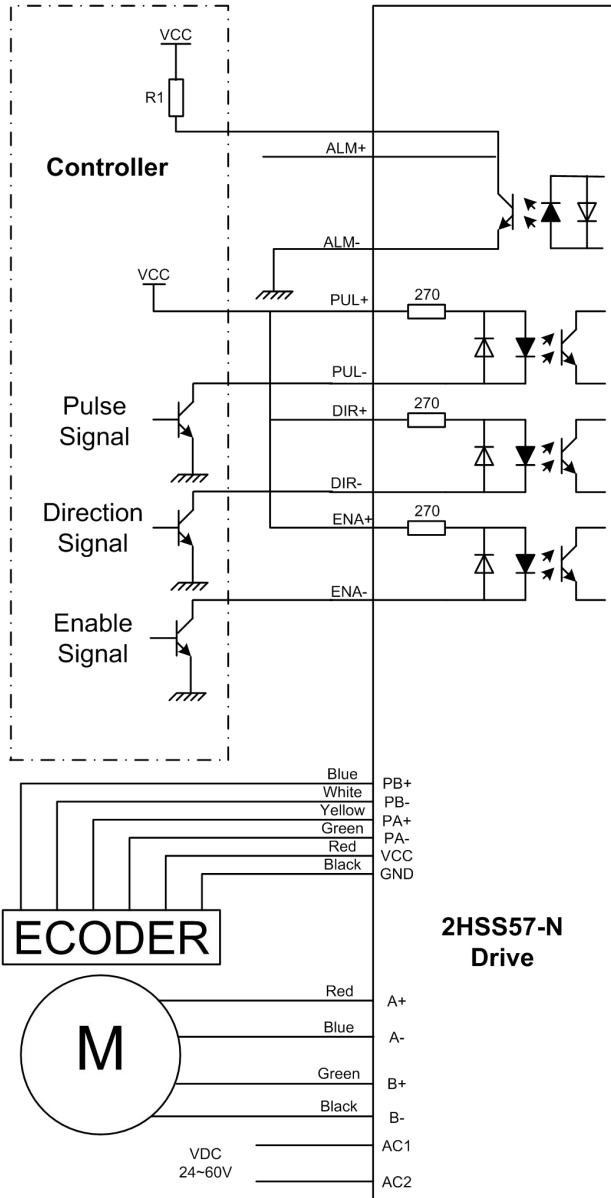 VCC
R1
Controller
ALM+
ALM-
VCC
PUL+
270
PUL-
Pulse
Signal
DIR+
270
DIR-
Direction
Signal
ENA+
270
ENA-
Enable
Signal
Blue
PB+
White
PB-
Yellow
PA+
Green
PA-
Red
VCC
Black
GND
ECODER
2HSS57-N
Drive
M
Red
A+
Blue
A-
Green
B+
Black
B-
VDC
24~60V
AC1
AC2